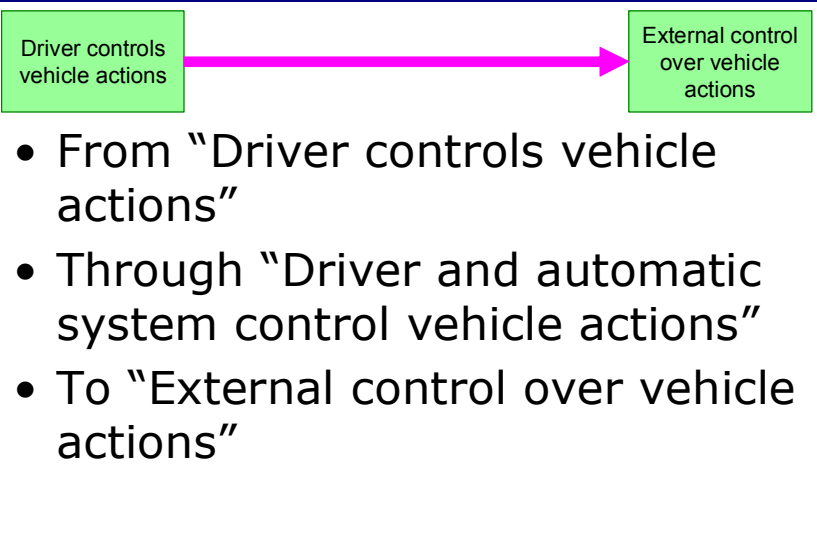 Driver controls
vehicle actions
External control
over vehicle
actions
• From “Driver controls vehicle
actions”
• Through “Driver and automatic
system control vehicle actions”
• To “External control over vehicle
actions”